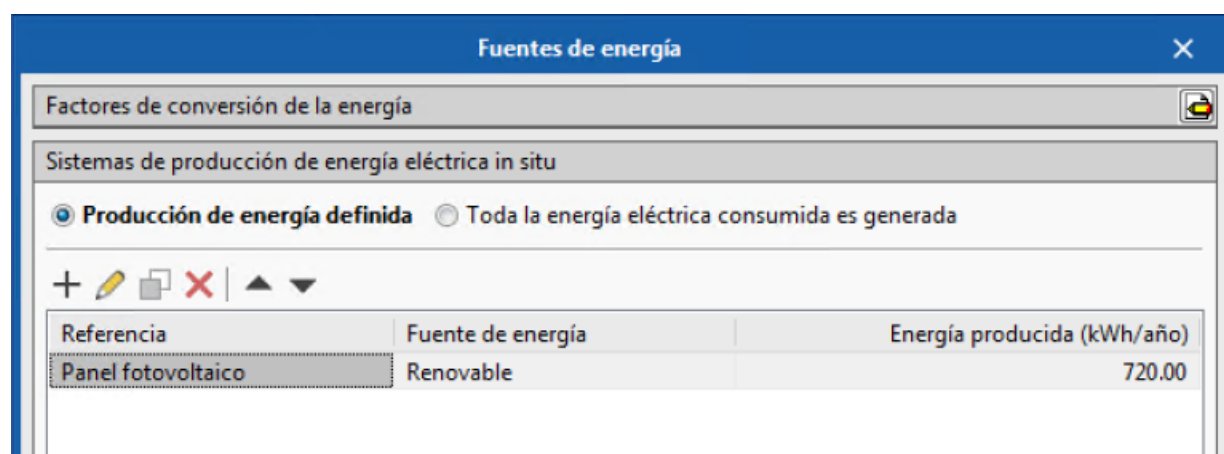 Fuentes de energía
Factores de conversión de la energía
Sistemas de producción de energía eléctrica in situ
Producción de energía definida Toda la energía eléctrica consumida es generada
Referencia Fuente de energía Energía producida (kWh/año)
Panel fotovoltaico Renovable 720.00